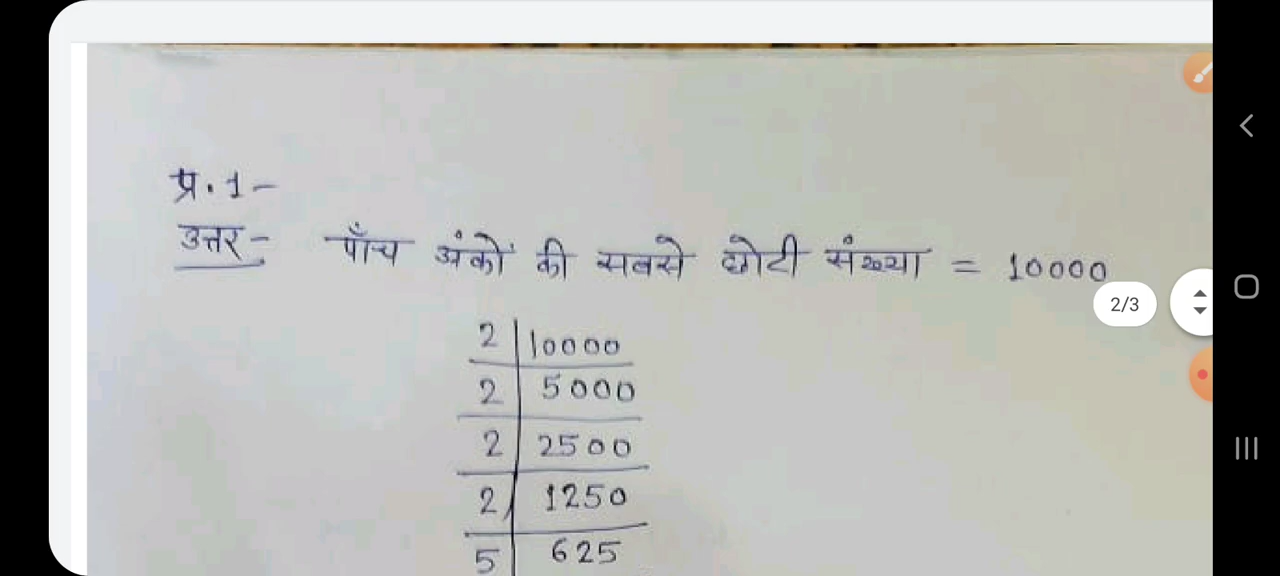 प्र. 1-
उत्तर:- पाँच अंकों की सबसे छोटी संख्या = 10000
2/3
2 | 10000
2 | 5000
2 | 2500
2 | 1250
5 | 625